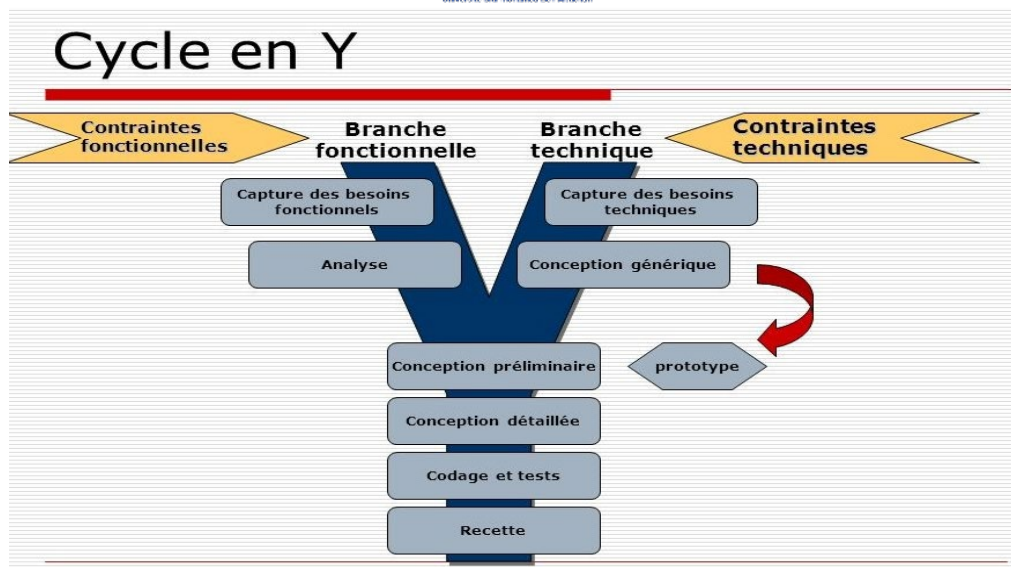 Cycle en Y
Contraintes
fonctionnelles
Branche
fonctionnelle
Branche
technique
Contraintes
techniques
Capture des besoins
fonctionnels
Capture des besoins
techniques
Analyse
Conception générique
Conception préliminaire
prototype
Conception détaillée
Codage et tests
Recette